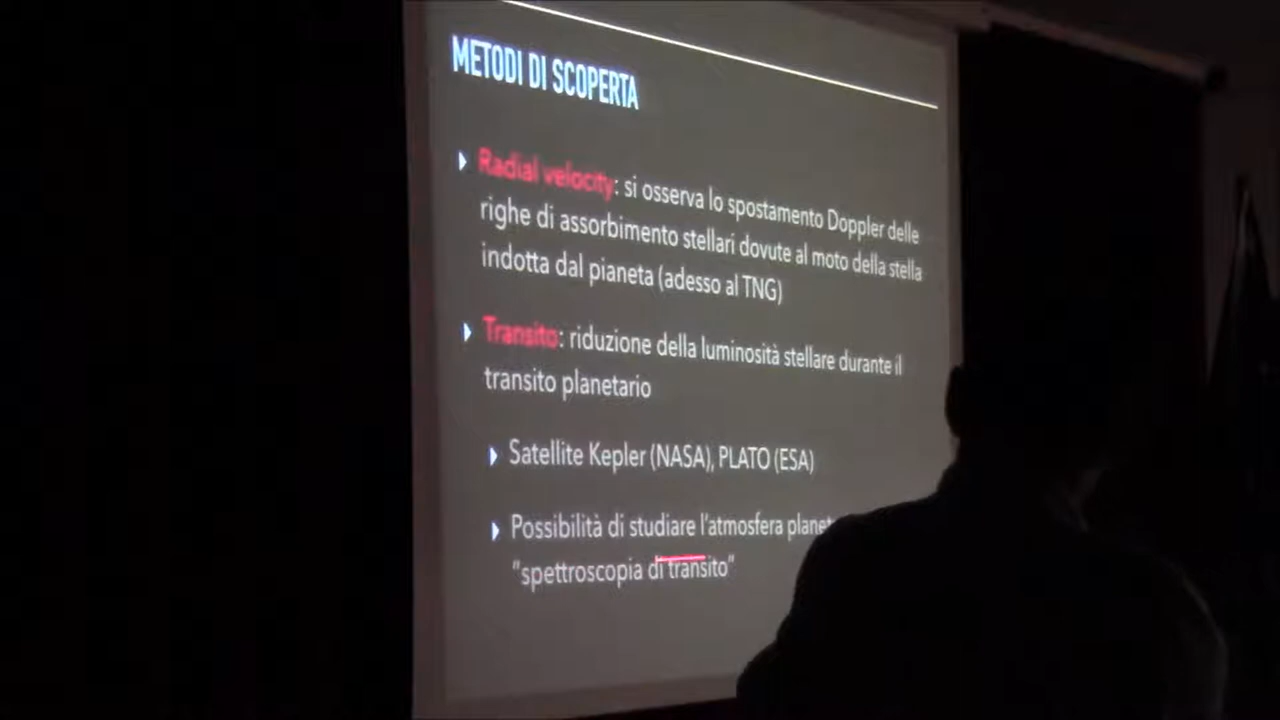 METODI DI SCOPERTA
Radial velocity: si osserva lo spostamento Doppler delle
righe di assorbimento stellari dovute al moto della stella
indotta dal pianeta (adesso al TNG)
Transito: riduzione della luminosità stellare durante il
transito planetario
Satellite Kepler (NASA), PLATO (ESA)
Possibilità di studiare l'atmosfera
"spettroscopia di transito"